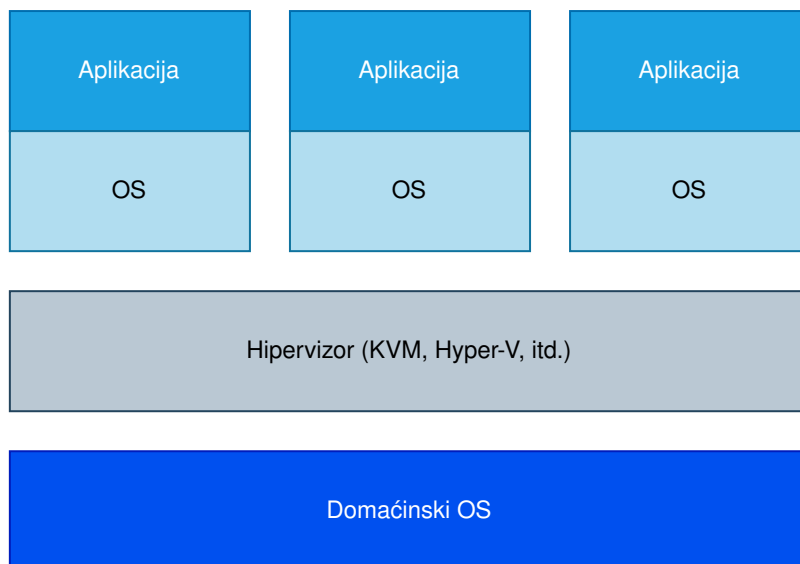 Aplikacija
Aplikacija
Aplikacija
OS
OS
OS
Hipervizor (KVM, Hyper-V, itd.)
Domaćinski OS